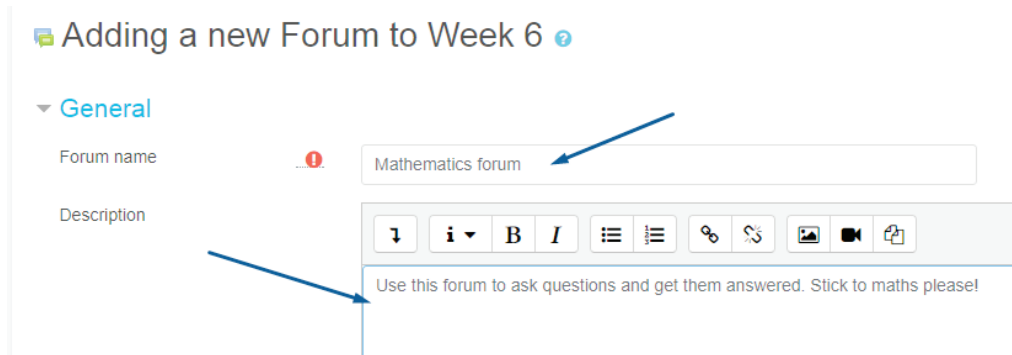 Adding a new Forum to Week 6
General
Forum name
Mathematics forum
Description
i B I
Use this forum to ask questions and get them answered. Stick to maths please!